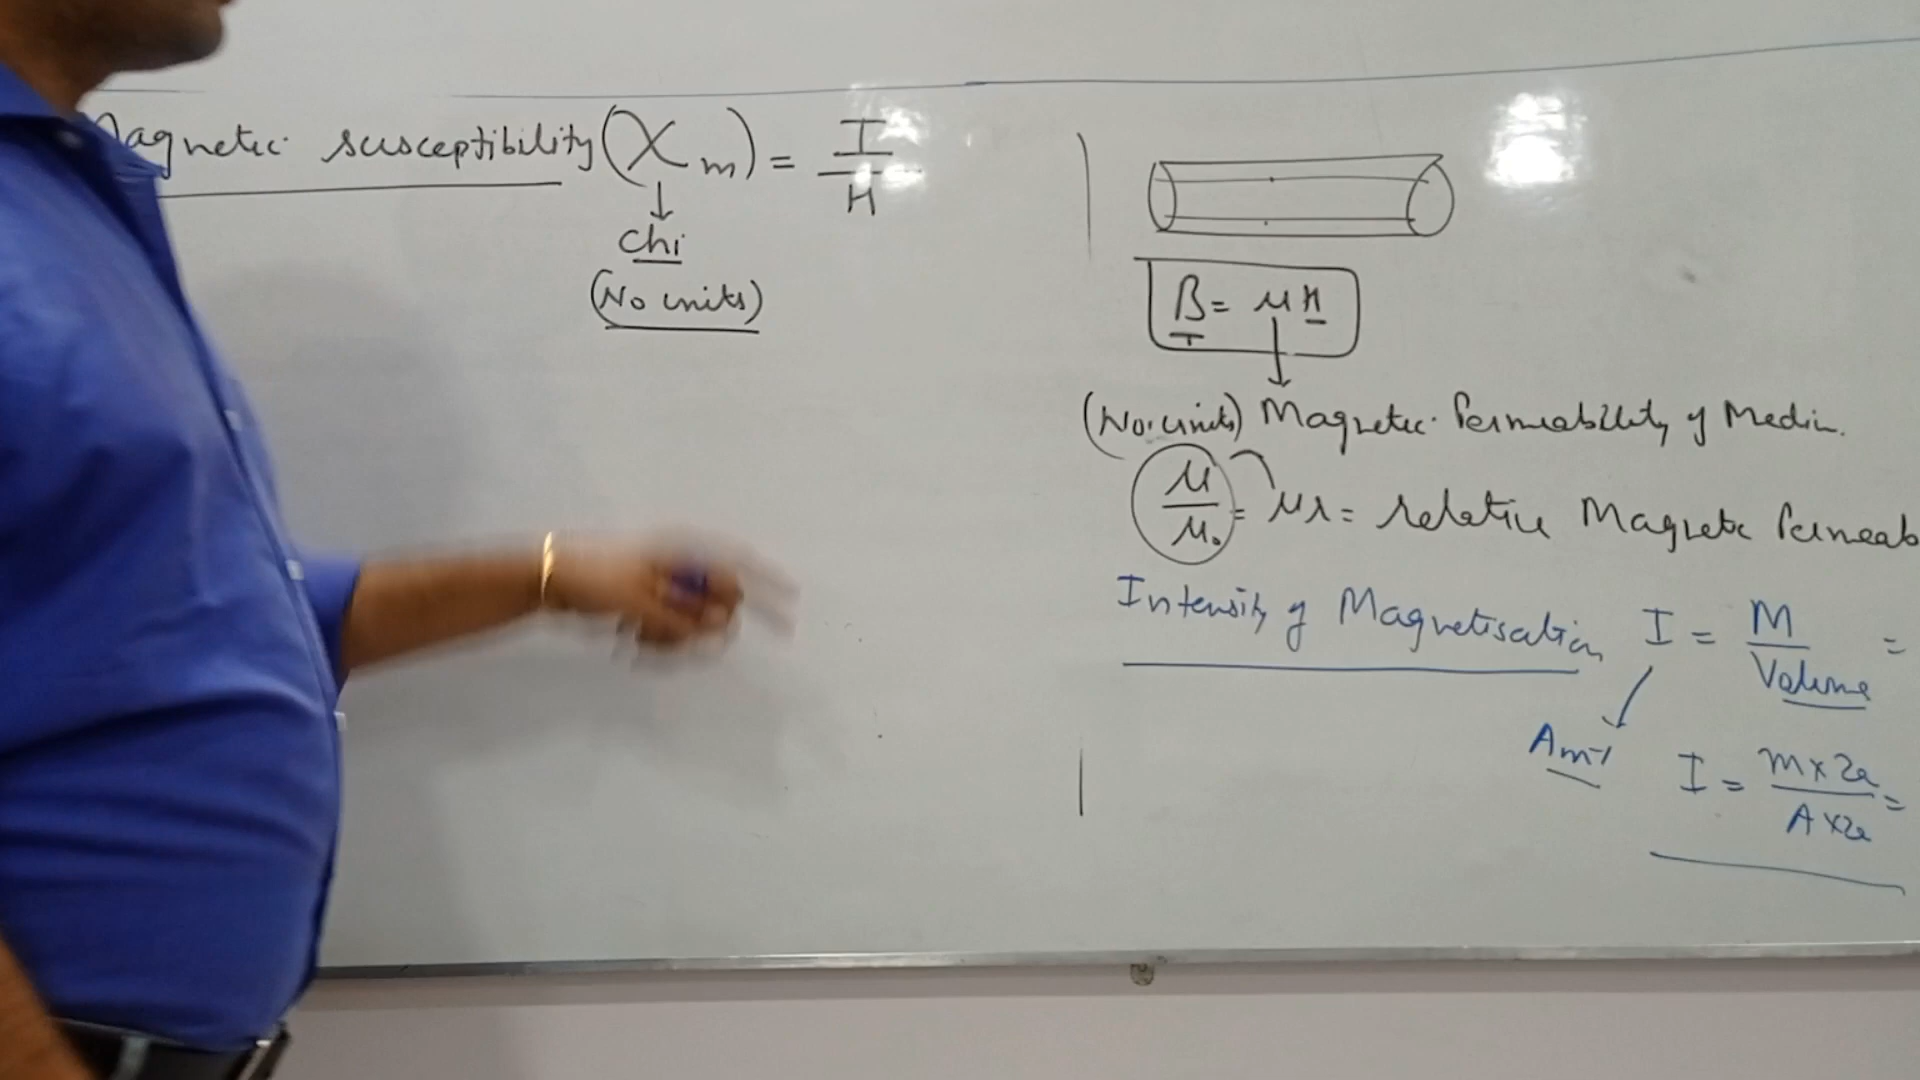 Magnetic susceptibility (χm) = I/H
↓
chi
(No units)
B = μH
T
(No. units) Magnetic Permeability of Medium.
μ/μ₀ = μr = relative Magnetic Permeab
Intensity of Magnetisation I = M/Volume =
Am⁻¹
I = m×2a/A×2a =